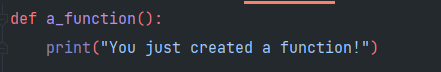 def a_function():
    print("You just created a function!")